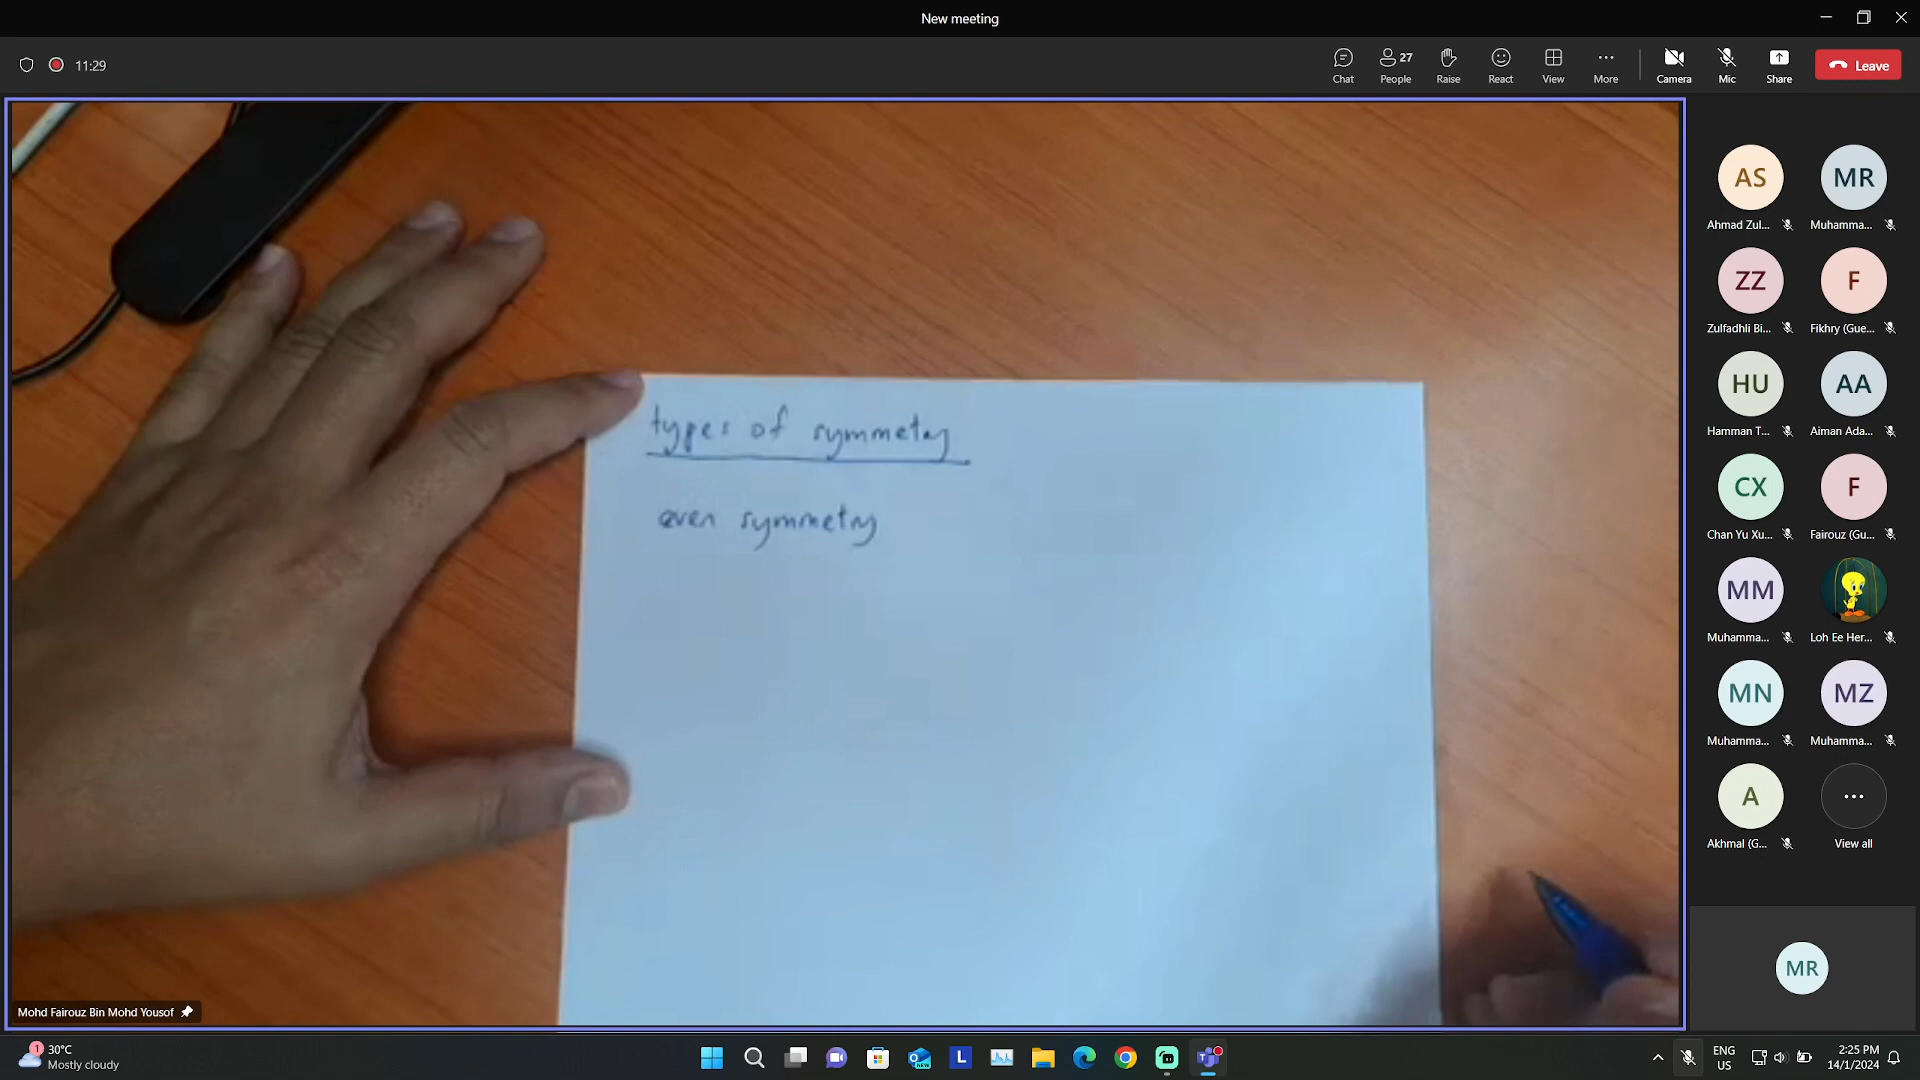 New meeting
11:29
Chat
27
People
Raise
React
View
More
Camera
Mic
Share
Leave
types of symmetry
even symmetry
AS
Ahmad Zul...
MR
Muhamma...
ZZ
Zulfadhli Bi...
F
Fikhry (Gue...
HU
Hamman T...
AA
Aiman Ada...
CX
Chan Yu Xu...
F
Fairouz (Gu...
MM
Muhamma...
Loh Ee Her...
MN
Muhamma...
MZ
Muhamma...
A
Akhmal (G...
View all
MR
Mohd Fairouz Bin Mohd Yousof
1
30°C
Mostly cloudy
NEW
L
ENG
US
2:25 PM
14/1/2024